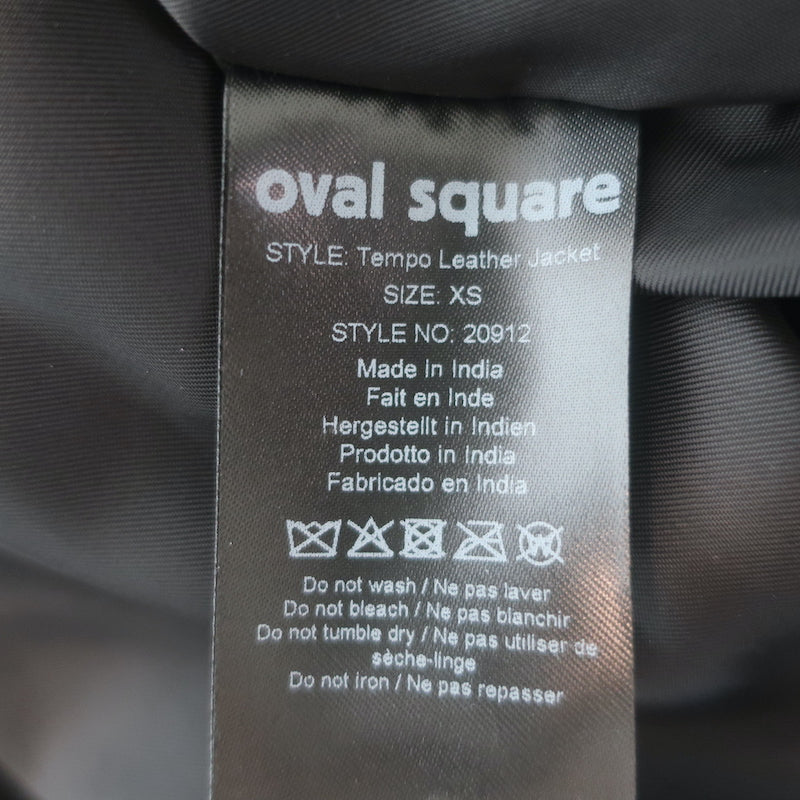 oval square
STYLE: Tempo Leather Jacket
SIZE: XS
STYLE NO: 20912
Made in India
Fait en Inde
Hergestellt in Indien
Prodotto in India
Fabricado en India
W
Do not wash / Ne pas laver
Do not bleach / Ne pas blanchir
Do not tumble dry / Ne pas utiliser de
sèche-linge
Do not iron / Ne pas repasser